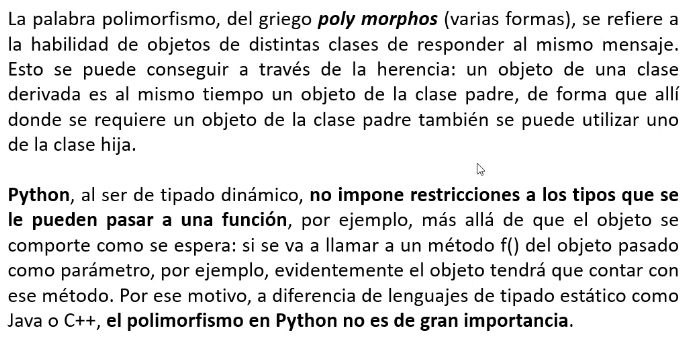 La palabra polimorfismo, del griego poly morphos (varias formas), se refiere a
la habilidad de objetos de distintas clases de responder al mismo mensaje.
Esto se puede conseguir a través de la herencia: un objeto de una clase
derivada es al mismo tiempo un objeto de la clase padre, de forma que allí
donde se requiere un objeto de la clase padre también se puede utilizar uno
de la clase hija.
Python, al ser de tipado dinámico, no impone restricciones a los tipos que se
le pueden pasar a una función, por ejemplo, más allá de que el objeto se
comporte como se espera: si se va a llamar a un método f() del objeto pasado
como parámetro, por ejemplo, evidentemente el objeto tendrá que contar con
ese método. Por ese motivo, a diferencia de lenguajes de tipado estático como
Java o C++, el polimorfismo en Python no es de gran importancia.